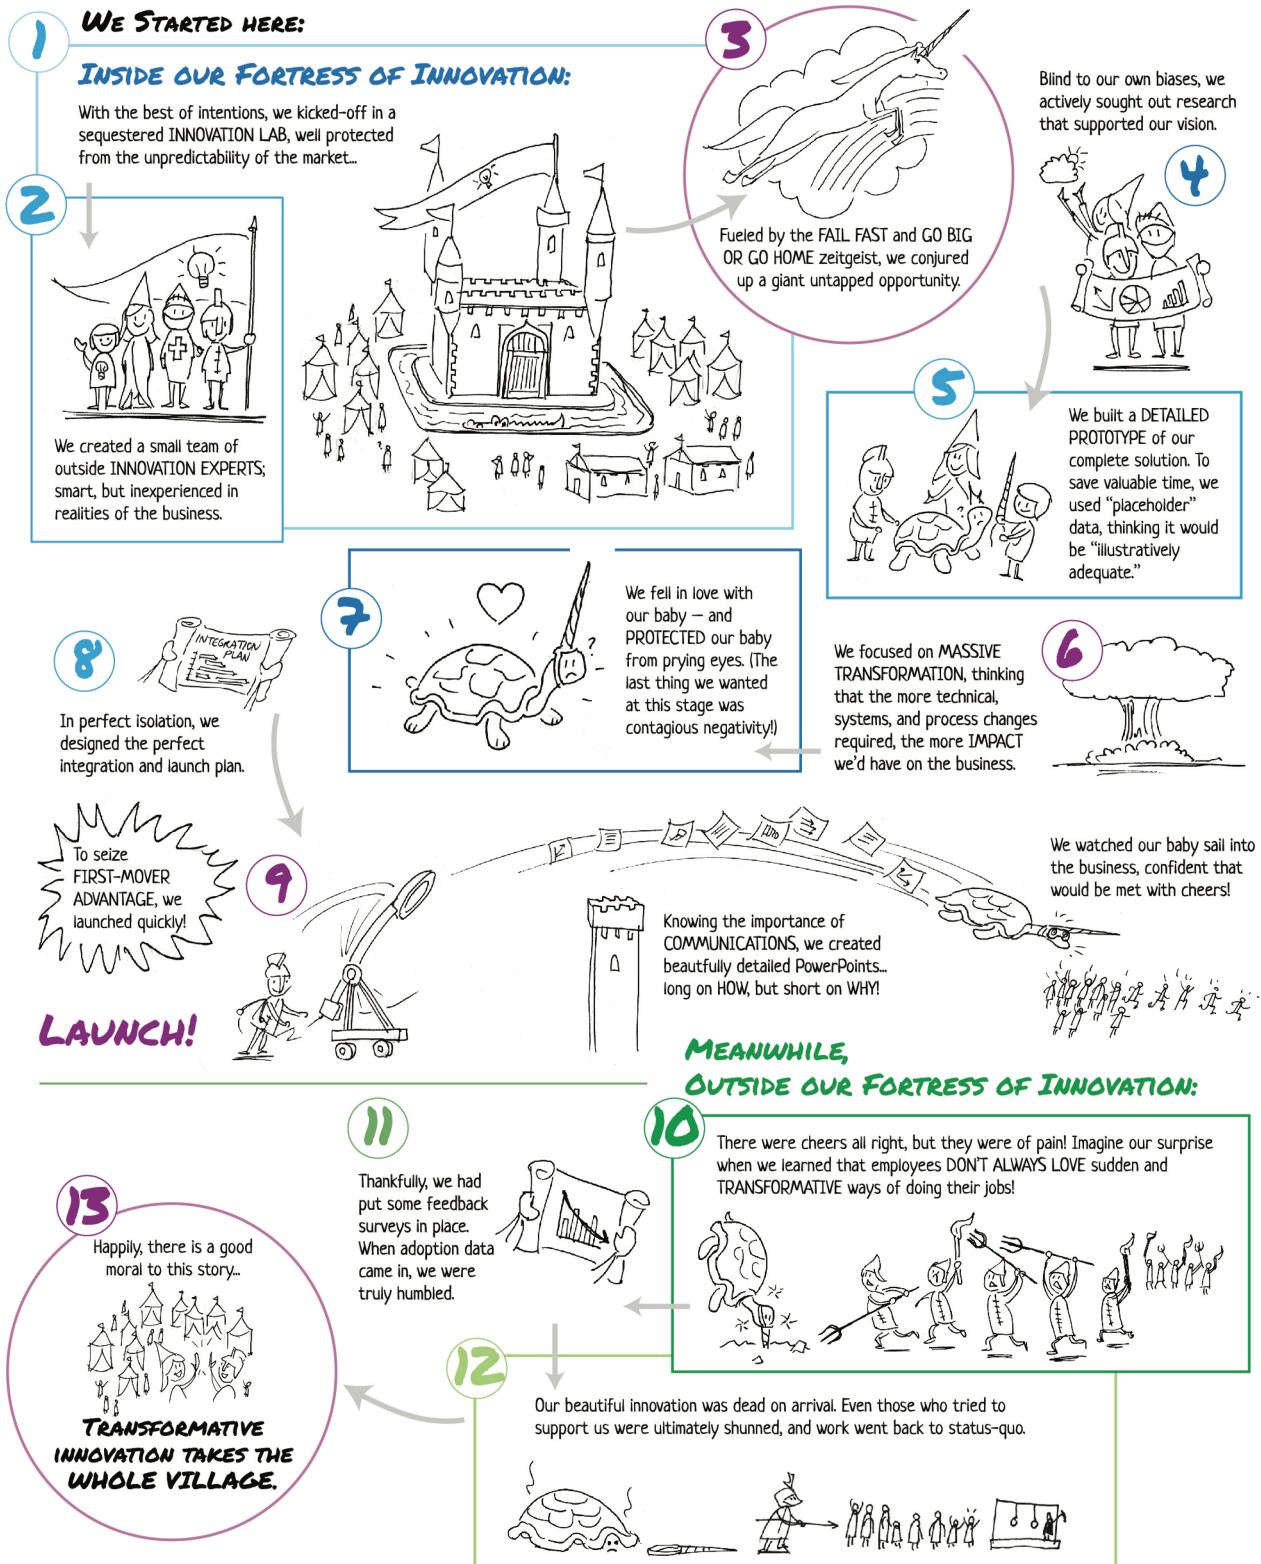 1
WE STARTED HERE:
INSIDE OUR FORTRESS OF INNOVATION:
With the best of intentions, we kicked-off in a
sequestered INNOVATION LAB, well protected
from the unpredictability of the market...
2
We created a small team of
outside INNOVATION EXPERTS;
smart, but inexperienced in
realities of the business.
3
Fueled by the FAIL FAST and GO BIG
OR GO HOME zeitgeist, we conjured
up a giant untapped opportunity.
Blind to our own biases, we
actively sought out research
that supported our vision.
4
5
We built a DETAILED
PROTOTYPE of our
complete solution. To
save valuable time, we
used “placeholder”
data, thinking it would
be “illustratively
adequate.”
6
We focused on MASSIVE
TRANSFORMATION, thinking
that the more technical,
systems, and process changes
required, the more IMPACT
we'd have on the business.
7
We fell in love with
our baby – and
PROTECTED our baby
from prying eyes. (The
last thing we wanted
at this stage was
contagious negativity!)
8
INTEGRATION
PLAN
In perfect isolation, we
designed the perfect
integration and launch plan.
To seize
FIRST-MOVER
ADVANTAGE, we
launched quickly!
9
LAUNCH!
Knowing the importance of
COMMUNICATIONS, we created
beautfully detailed PowerPoints...
long on HOW, but short on WHY!
We watched our baby sail into
the business, confident that
would be met with cheers!
MEANWHILE,
OUTSIDE OUR FORTRESS OF INNOVATION:
10
There were cheers all right, but they were of pain! Imagine our surprise
when we learned that employees DON'T ALWAYS LOVE sudden and
TRANSFORMATIVE ways of doing their jobs!
11
Thankfully, we had
put some feedback
surveys in place.
When adoption data
came in, we were
truly humbled.
12
Our beautiful innovation was dead on arrival. Even those who tried to
support us were ultimately shunned, and work went back to status-quo.
13
Happily, there is a good
moral to this story...
TRANSFORMATIVE
INNOVATION TAKES THE
WHOLE VILLAGE.